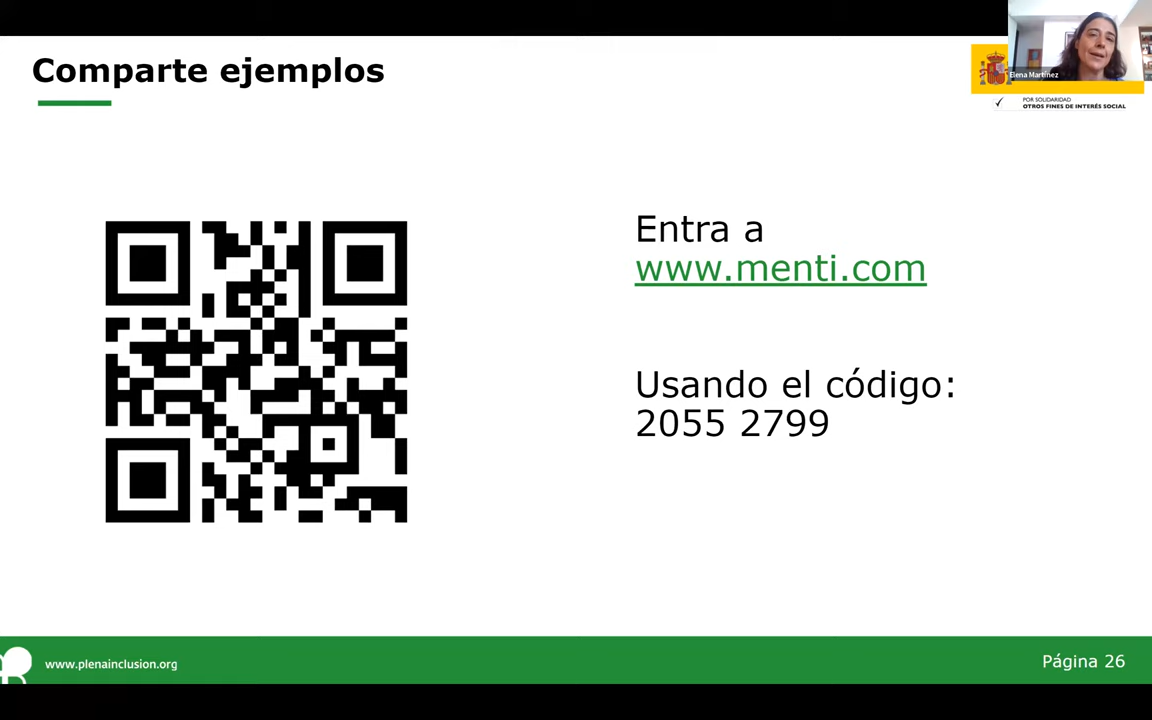 Comparte ejemplos
Elena Martínez
POR SOLIDARIDAD
OTROS FINES DE INTERÉS SOCIAL
Entra a
www.menti.com
Usando el código:
2055 2799
www.plenainclusion.org
Página 26